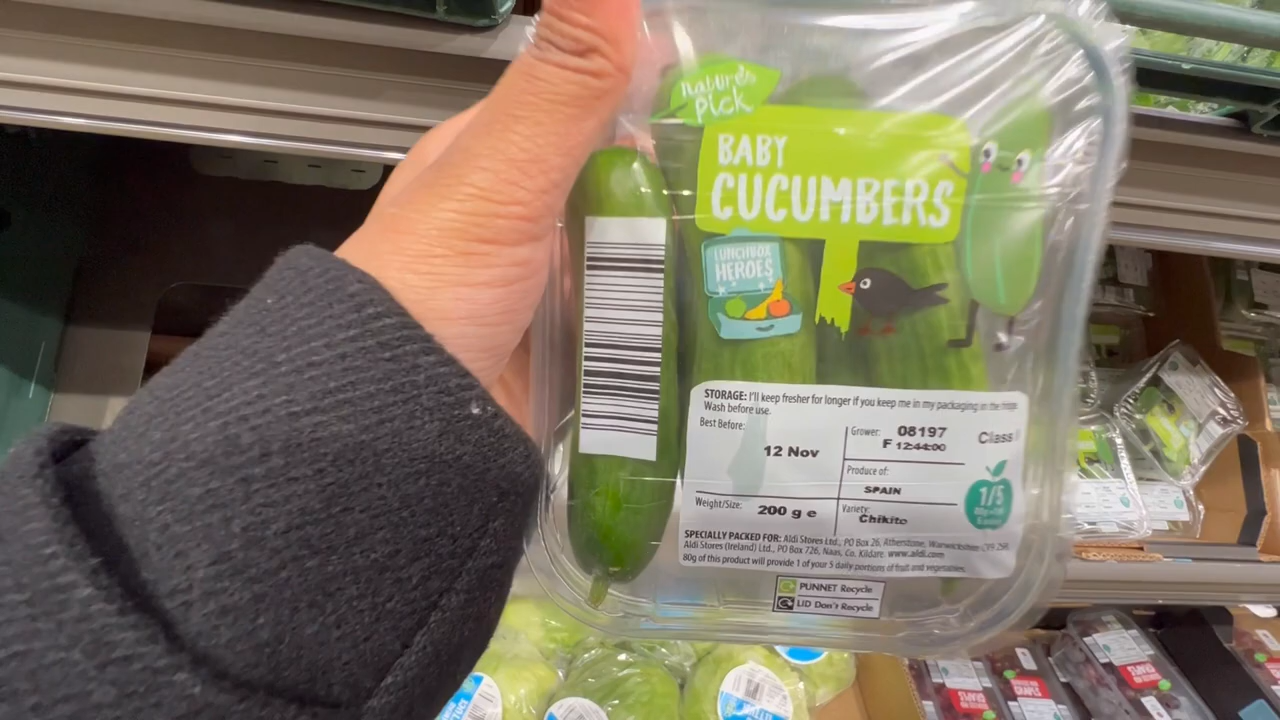 nature's
pick
BABY
CUCUMBERS
LUNCHBOX
HEROES
STORAGE: I'll keep fresher for longer if you keep me in my packaging in the fridge.
Wash before use.
Best Before:
12 Nov
Grower: 08197
F 12:44:00
Class I
Produce of:
SPAIN
Weight/Size: 200 g e
Variety:
Chikito
1/5
SPECIALLY PACKED FOR: Aldi Stores Ltd., PO Box 26, Atherstone, Warwickshire
Aldi Stores (Ireland) Ltd., PO Box 726, Naas, Co. Kildare. www.aldi.com
80g of this product will provide 1 of your 5 daily portions of fruit and vegetables.
PUNNET Recycle
LID Don't Recycle